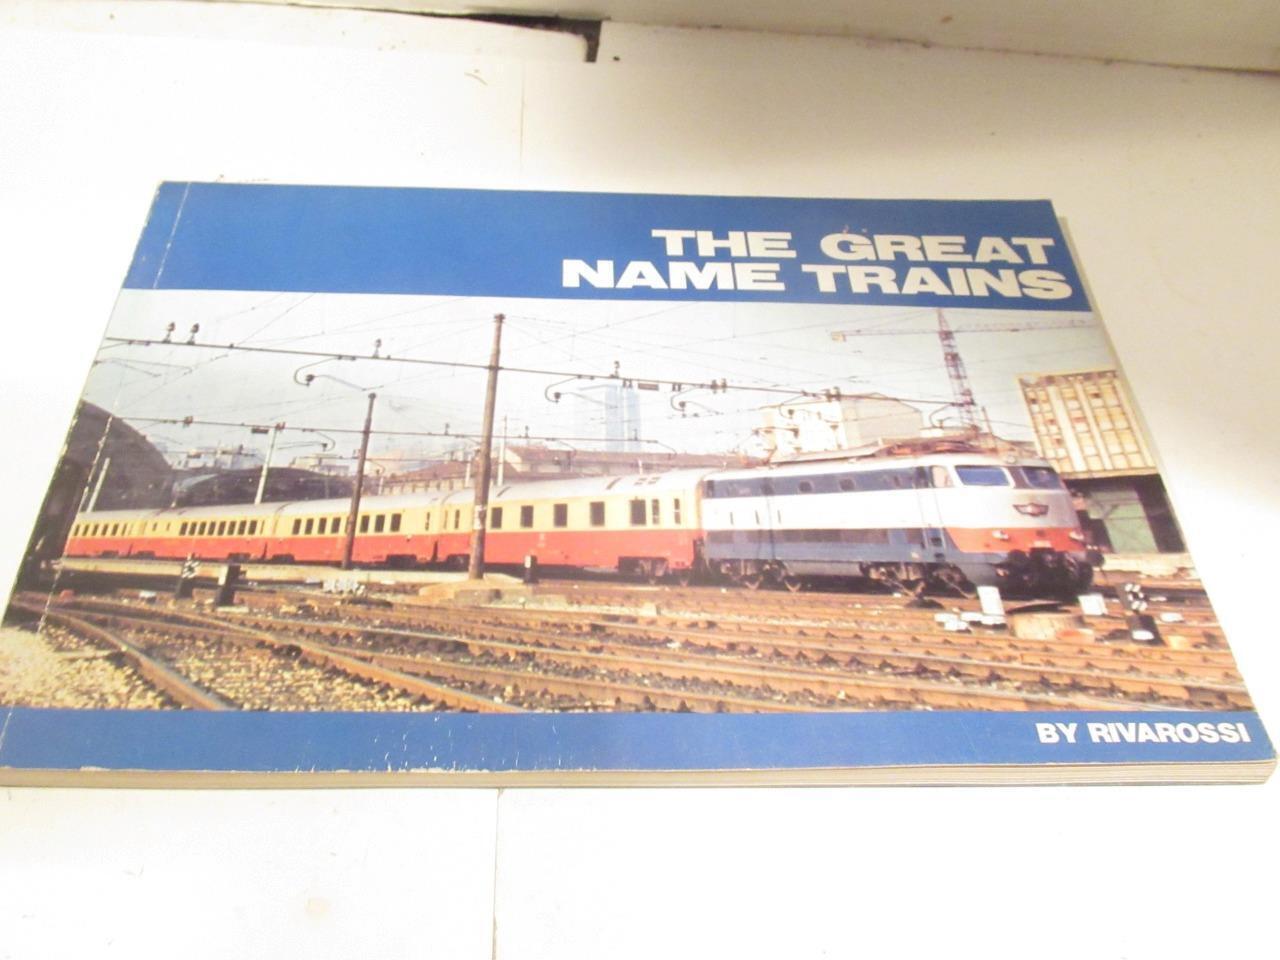 THE GREAT
NAME TRAINS
BY RIVAROSSI